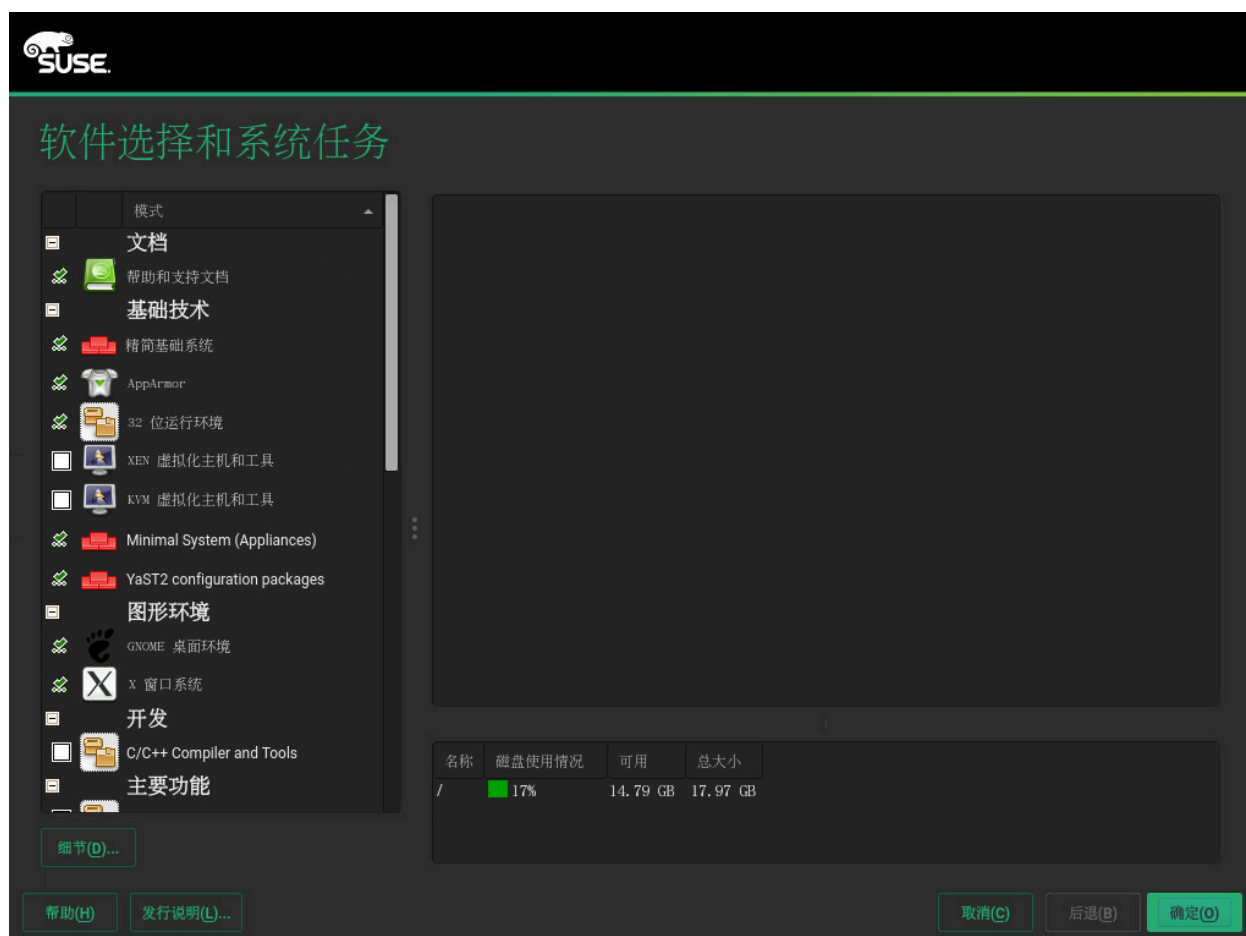 SUSE.
软件选择和系统任务
模式
文档
帮助和支持文档
基础技术
精简基础系统
AppArmor
32 位运行环境
XEN 虚拟化主机和工具
KVM 虚拟化主机和工具
Minimal System (Appliances)
YaST2 configuration packages
图形环境
GNOME 桌面环境
X 窗口系统
开发
C/C++ Compiler and Tools
主要功能
名称 磁盘使用情况 可用 总大小
/ 17% 14.79 GB 17.97 GB
细节(D)...
帮助(H) 发行说明(L)... 取消(C) 后退(B) 确定(O)